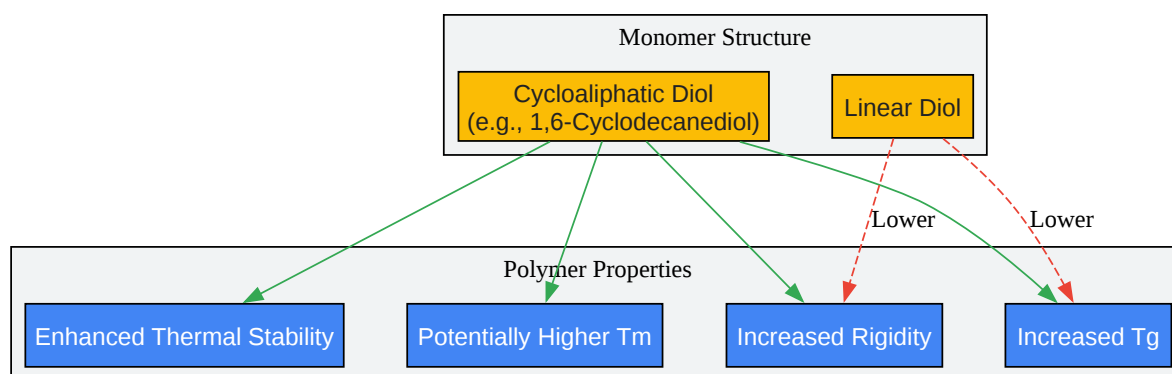 Monomer Structure
Cycloaliphatic Diol
(e.g., 1,6-Cyclodecanediol)
Linear Diol
Lower
Lower
Polymer Properties
Enhanced Thermal Stability
Potentially Higher Tm
Increased Rigidity
Increased Tg